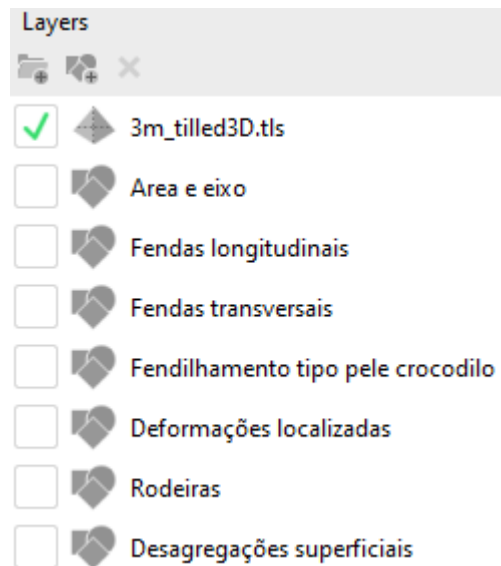 Layers
3m_tilled3D.tls
Area e eixo
Fendas longitudinais
Fendas transversais
Fendilhamento tipo pele crocodilo
Deformações localizadas
Rodeiras
Desagregações superficiais